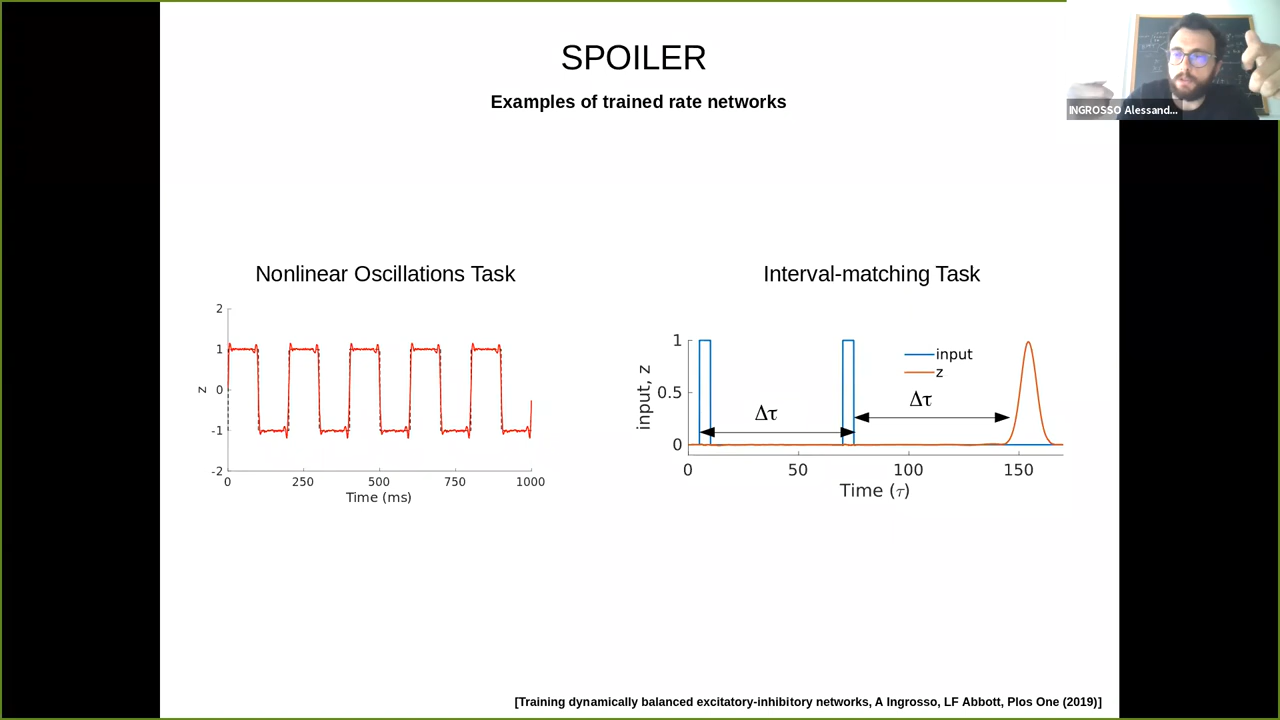 SPOILER
Examples of trained rate networks
INGROSSO Alessand...
Nonlinear Oscillations Task
2
1
0
-1
-2
z
0 250 500 750 1000
Time (ms)
Interval-matching Task
1
0.5
0
input, z
input
z
Δτ
Δτ
0 50 100 150
Time (τ)
[Training dynamically balanced excitatory-inhibitory networks, A Ingrosso, LF Abbott, Plos One (2019)]